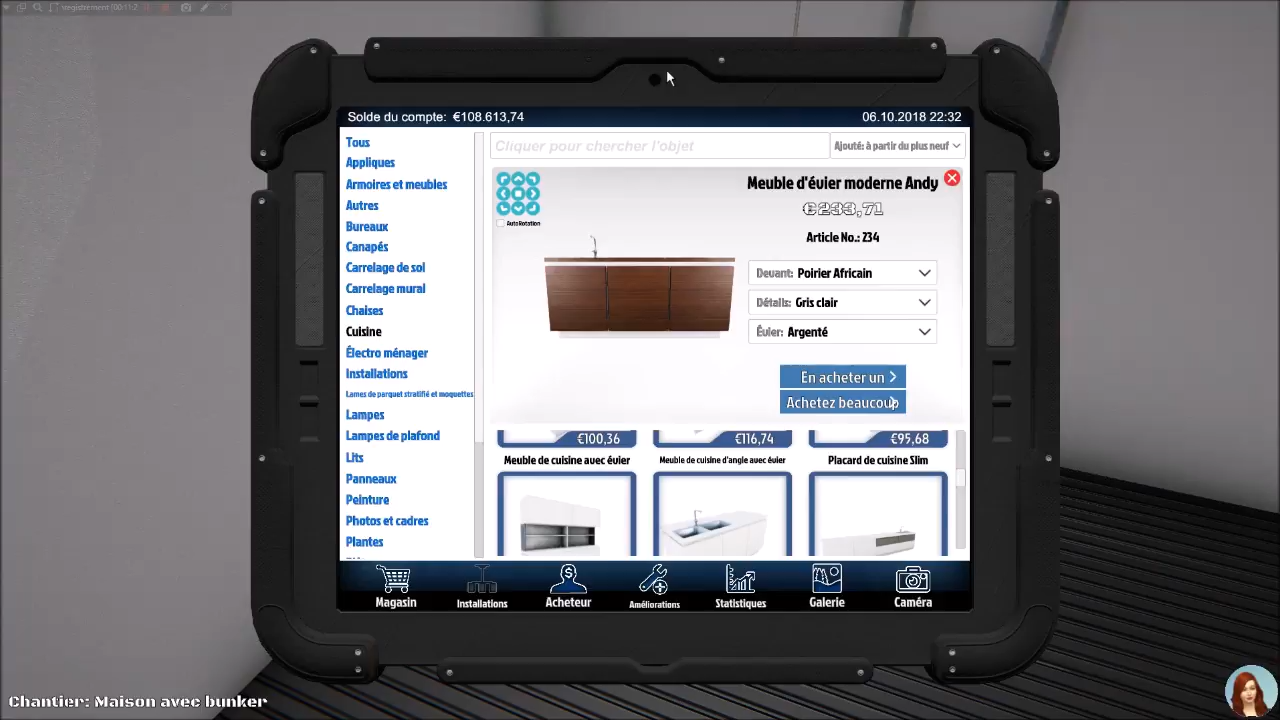 Solde du compte: €108.613,74
06.10.2018 22:32
Tous
Appliques
Armoires et meubles
Autres
Bureaux
Canapés
Carrelage de sol
Carrelage mural
Chaises
Cuisine
Électro ménager
Installations
Lames de parquet stratifié et moquettes
Lampes
Lampes de plafond
Lits
Panneaux
Peinture
Photos et cadres
Plantes
Cliquer pour chercher l'objet
Ajouté: à partir du plus neuf
AutoRotation
Meuble d'évier moderne Andy
€233,71
Article No.: 234
Devant: Poirier Africain
Détails: Gris clair
Évier: Argenté
En acheter un
Achetez beaucoup
€100,36
€116,74
€95,68
Meuble de cuisine avec évier
Meuble de cuisine d'angle avec évier
Placard de cuisine Slim
Magasin
Installations
Acheteur
Améliorations
Statistiques
Galerie
Caméra
Chantier: Maison avec bunker